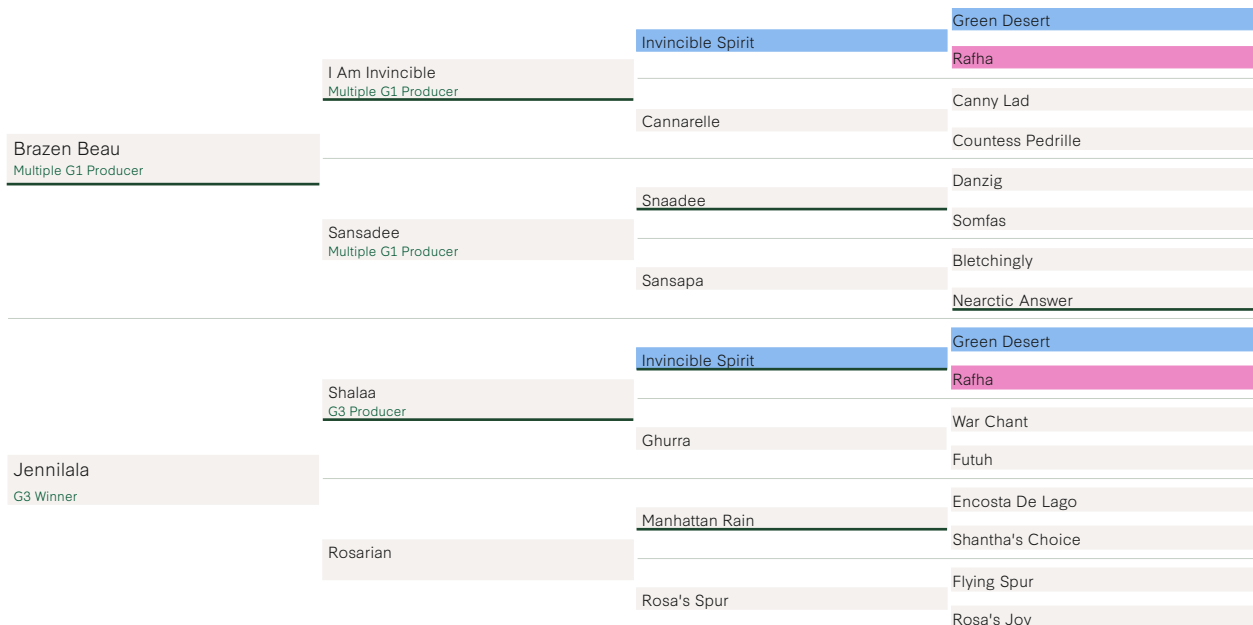 Brazen Beau
Multiple G1 Producer
I Am Invincible
Multiple G1 Producer
Invincible Spirit
Green Desert
Rafha
Cannarelle
Canny Lad
Countess Pedrille
Sansadee
Multiple G1 Producer
Snaadee
Danzig
Somfas
Sansapa
Bletchingly
Nearctic Answer
Jennilala
G3 Winner
Shalaa
G3 Producer
Invincible Spirit
Green Desert
Rafha
Ghurra
War Chant
Futuh
Rosarian
Manhattan Rain
Encosta De Lago
Shantha's Choice
Rosa's Spur
Flying Spur
Rosa's Joy